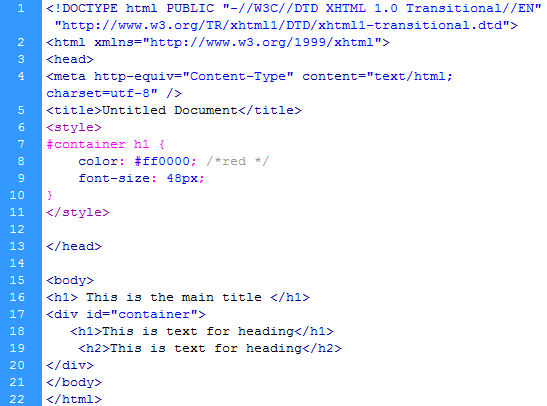 1 <!DOCTYPE html PUBLIC "-//W3C//DTD XHTML 1.0 Transitional//EN"
"http://www.w3.org/TR/xhtml1/DTD/xhtml1-transitional.dtd">
2 <html xmlns="http://www.w3.org/1999/xhtml">
3 <head>
4 <meta http-equiv="Content-Type" content="text/html;
charset=utf-8" />
5 <title>Untitled Document</title>
6 <style>
7 #container h1 {
8     color: #ff0000; /*red */
9     font-size: 48px;
10 }
11 </style>
12
13 </head>
14
15 <body>
16 <h1> This is the main title </h1>
17 <div id="container">
18    <h1>This is text for heading</h1>
19     <h2>This is text for heading</h2>
20 </div>
21 </body>
22 </html>